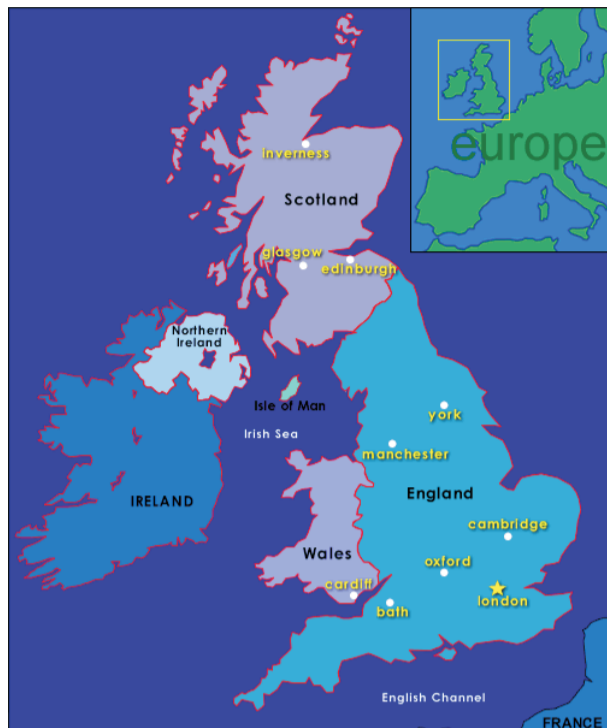 europe
inverness
Scotland
glasgow
edinburgh
Northern
Ireland
Isle of Man
york
Irish Sea
manchester
IRELAND
England
cambridge
Wales
oxford
cardiff
london
bath
English Channel
FRANCE